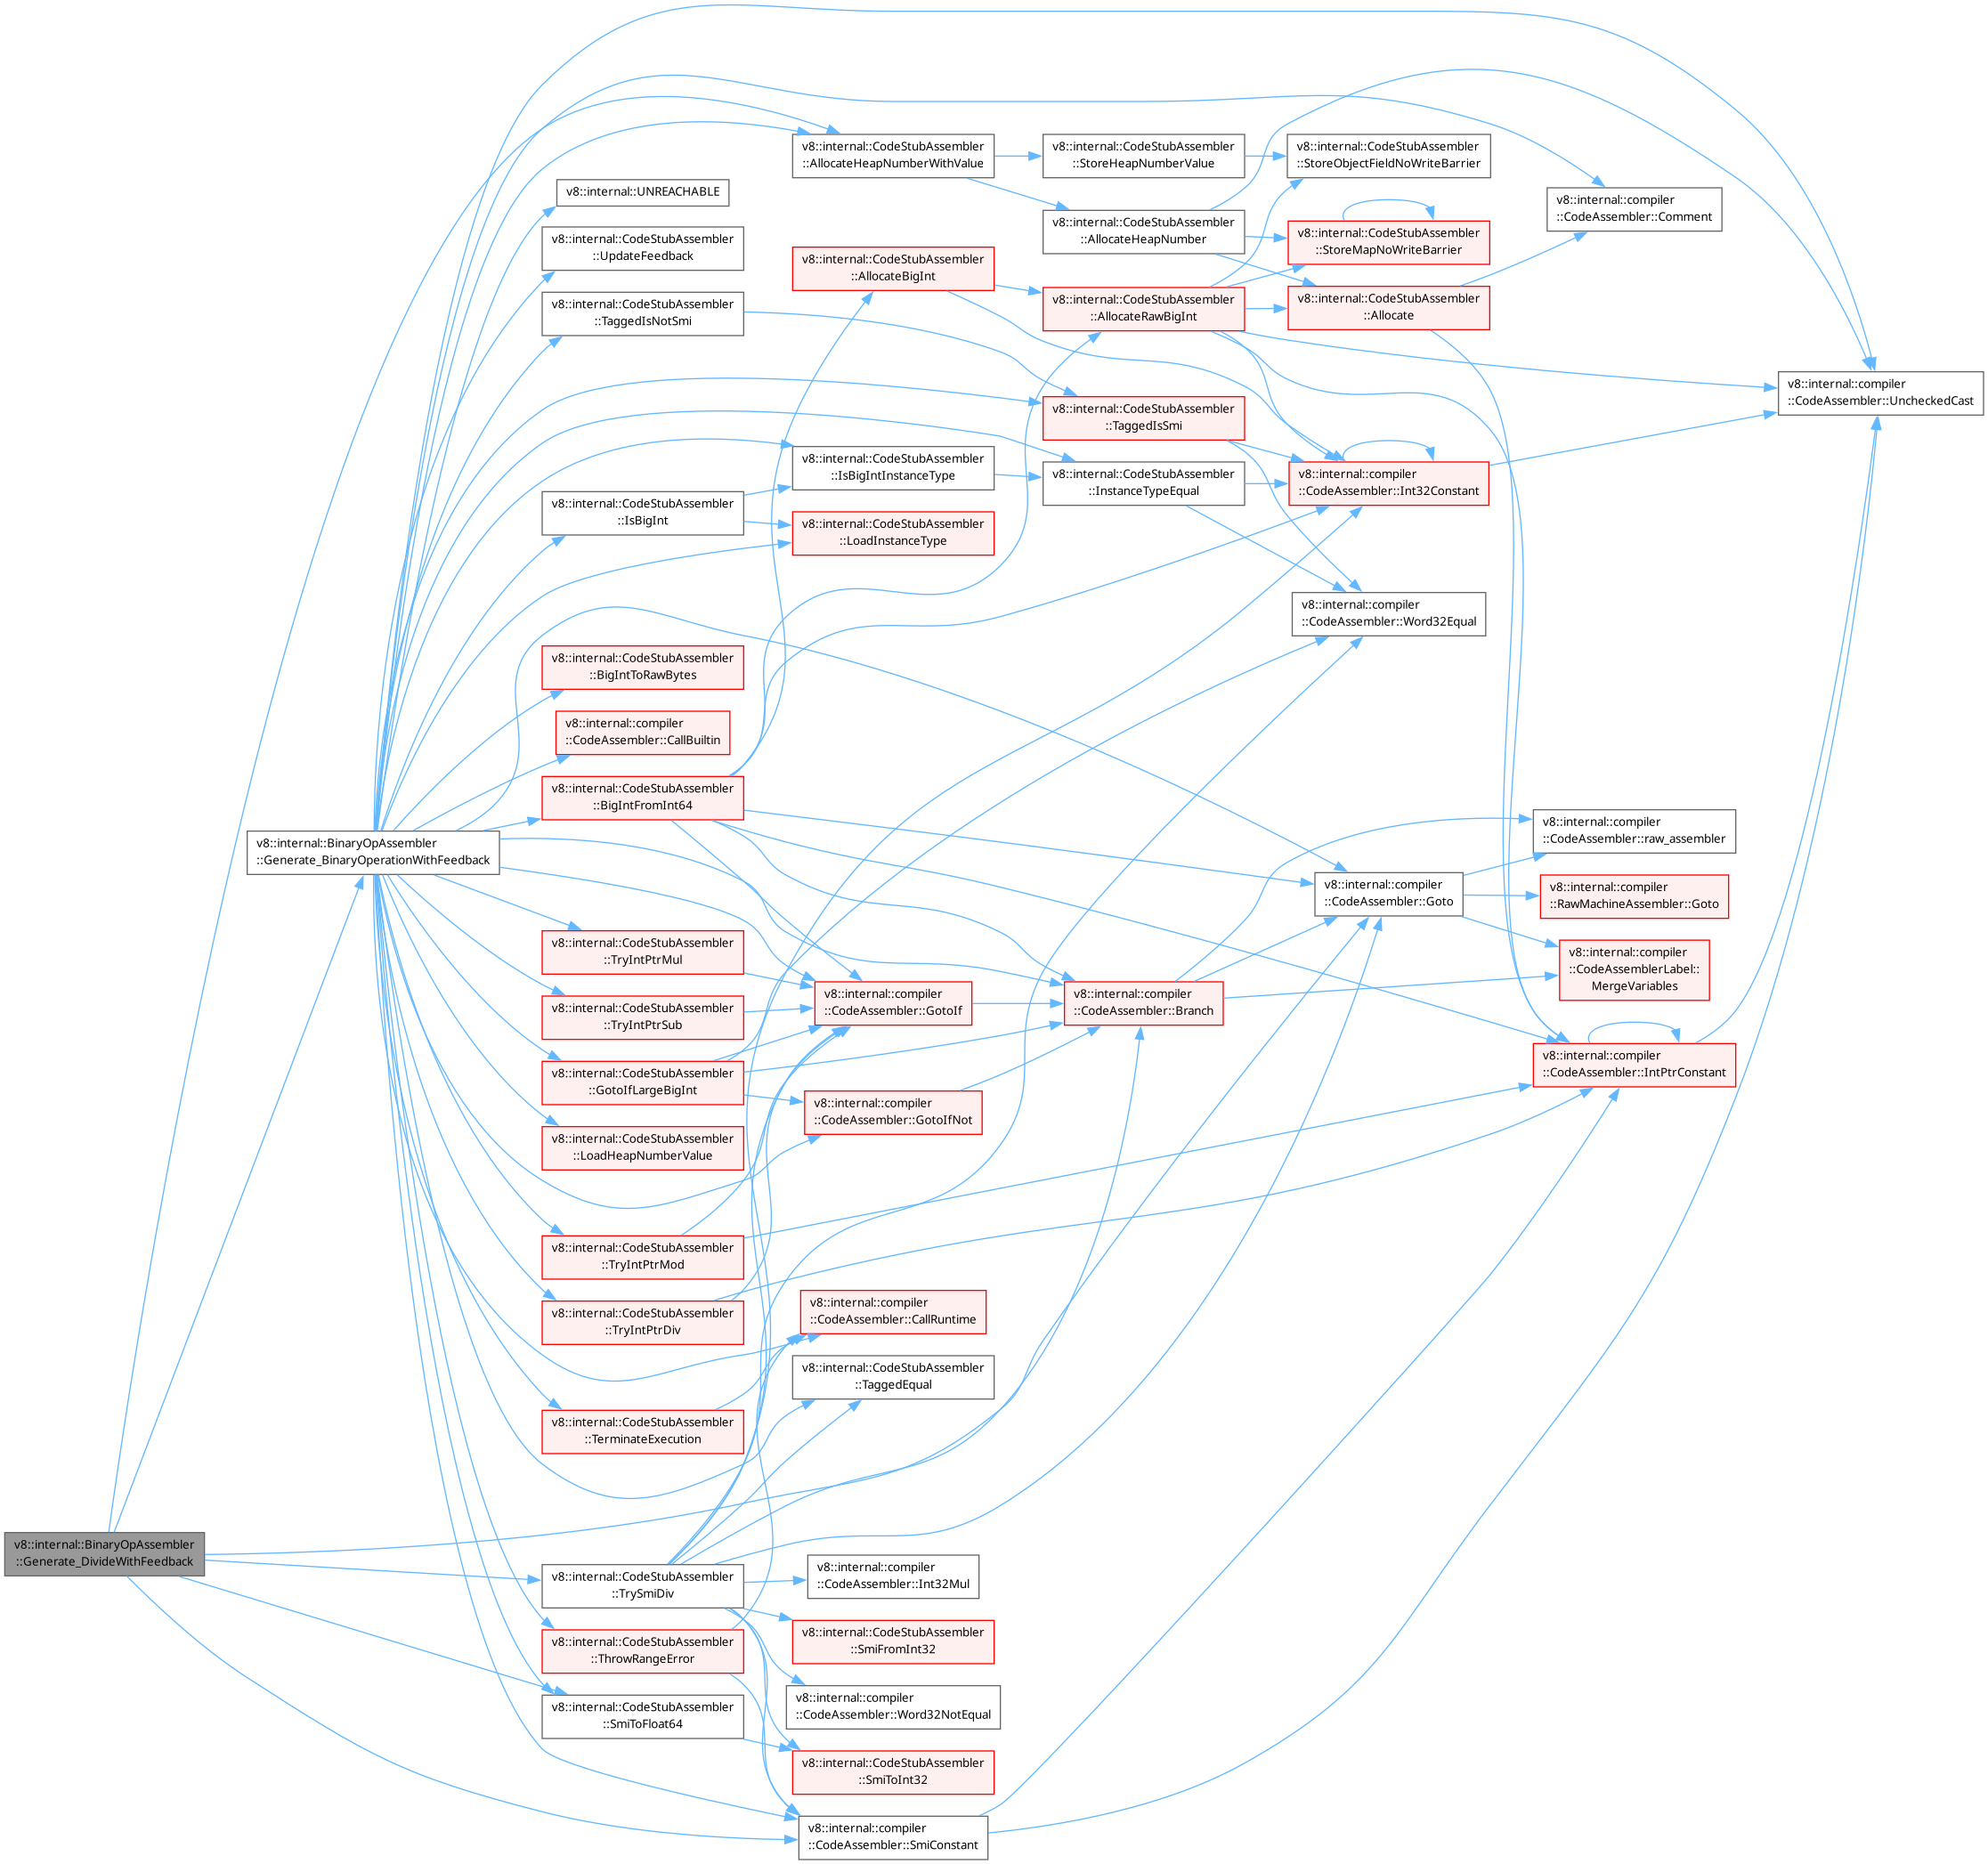 v8::internal::BinaryOpAssembler
::Generate_DivideWithFeedback
v8::internal::BinaryOpAssembler
::Generate_BinaryOperationWithFeedback
v8::internal::UNREACHABLE
v8::internal::CodeStubAssembler
::UpdateFeedback
v8::internal::CodeStubAssembler
::TaggedIsNotSmi
v8::internal::CodeStubAssembler
::IsBigInt
v8::internal::CodeStubAssembler
::BigIntToRawBytes
v8::internal::compiler
::CodeAssembler::CallBuiltin
v8::internal::CodeStubAssembler
::BigIntFromInt64
v8::internal::CodeStubAssembler
::TryIntPtrMul
v8::internal::CodeStubAssembler
::TryIntPtrSub
v8::internal::CodeStubAssembler
::GotoIfLargeBigInt
v8::internal::CodeStubAssembler
::LoadHeapNumberValue
v8::internal::CodeStubAssembler
::TryIntPtrMod
v8::internal::CodeStubAssembler
::TryIntPtrDiv
v8::internal::CodeStubAssembler
::TerminateExecution
v8::internal::CodeStubAssembler
::TrySmiDiv
v8::internal::CodeStubAssembler
::ThrowRangeError
v8::internal::CodeStubAssembler
::SmiToFloat64
v8::internal::CodeStubAssembler
::AllocateHeapNumberWithValue
v8::internal::CodeStubAssembler
::AllocateBigInt
v8::internal::CodeStubAssembler
::IsBigIntInstanceType
v8::internal::CodeStubAssembler
::LoadInstanceType
v8::internal::compiler
::CodeAssembler::GotoIf
v8::internal::compiler
::CodeAssembler::GotoIfNot
v8::internal::compiler
::CodeAssembler::CallRuntime
v8::internal::CodeStubAssembler
::TaggedEqual
v8::internal::compiler
::CodeAssembler::Int32Mul
v8::internal::CodeStubAssembler
::SmiFromInt32
v8::internal::compiler
::CodeAssembler::Word32NotEqual
v8::internal::CodeStubAssembler
::SmiToInt32
v8::internal::compiler
::CodeAssembler::SmiConstant
v8::internal::CodeStubAssembler
::StoreHeapNumberValue
v8::internal::CodeStubAssembler
::AllocateHeapNumber
v8::internal::CodeStubAssembler
::AllocateRawBigInt
v8::internal::CodeStubAssembler
::TaggedIsSmi
v8::internal::CodeStubAssembler
::InstanceTypeEqual
v8::internal::compiler
::CodeAssembler::Branch
v8::internal::CodeStubAssembler
::StoreObjectFieldNoWriteBarrier
v8::internal::CodeStubAssembler
::StoreMapNoWriteBarrier
v8::internal::CodeStubAssembler
::Allocate
v8::internal::compiler
::CodeAssembler::Int32Constant
v8::internal::compiler
::CodeAssembler::Word32Equal
v8::internal::compiler
::CodeAssembler::Goto
v8::internal::compiler
::CodeAssembler::Comment
v8::internal::compiler
::CodeAssembler::raw_assembler
v8::internal::compiler
::RawMachineAssembler::Goto
v8::internal::compiler
::CodeAssemblerLabel::
MergeVariables
v8::internal::compiler
::CodeAssembler::IntPtrConstant
v8::internal::compiler
::CodeAssembler::UncheckedCast